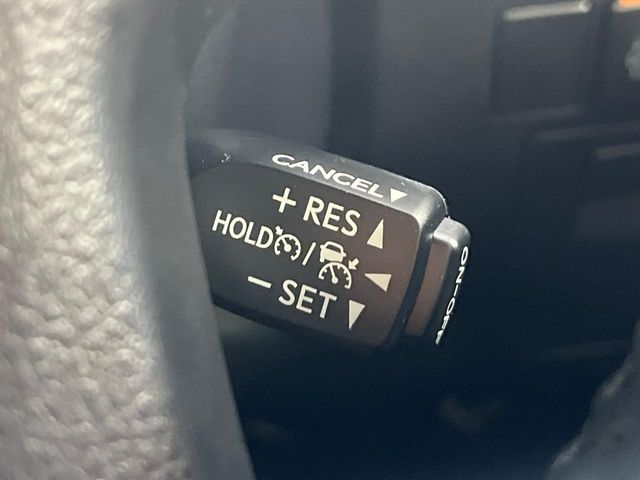 CANCEL▼
+ RES ▲
HOLD / ◀
− SET ▼
ON-OFF